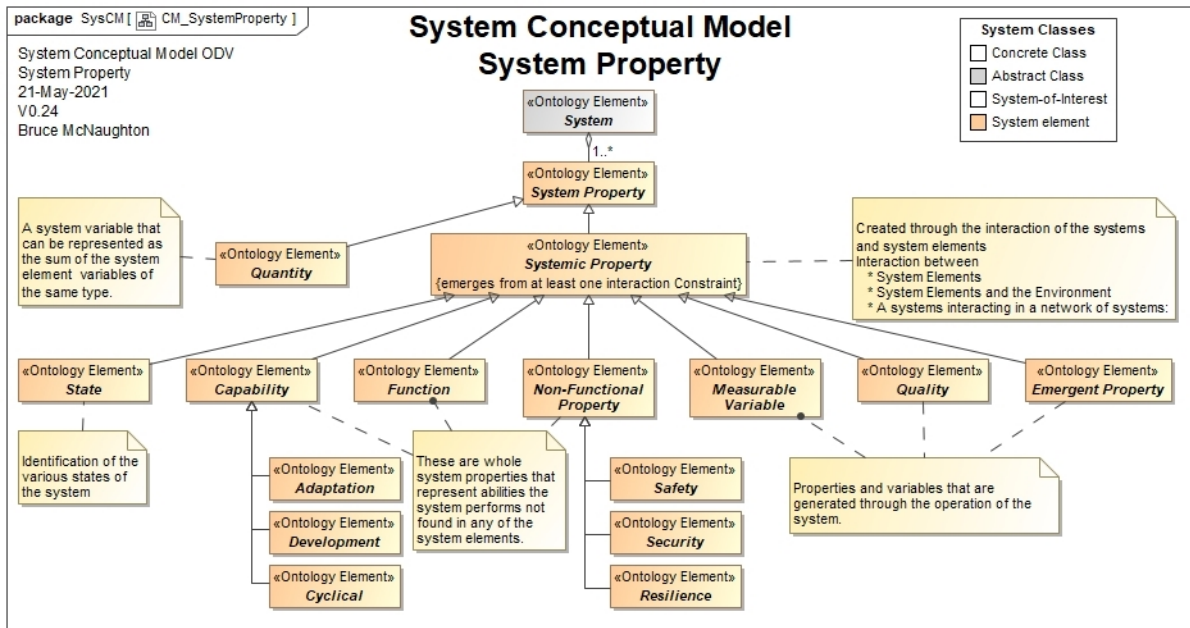 package SysCM [ CM_SystemProperty ]
System Conceptual Model
System Property
System Conceptual Model ODV
System Property
21-May-2021
V0.24
Bruce McNaughton
System Classes
Concrete Class
Abstract Class
System-of-Interest
System element
«Ontology Element»
System
1..*
«Ontology Element»
System Property
A system variable that
can be represented as
the sum of the system
element variables of
the same type.
«Ontology Element»
Quantity
«Ontology Element»
Systemic Property
{emerges from at least one interaction Constraint}
Created through the interaction of the systems
and system elements
Interaction between
* System Elements
* System Elements and the Environment
* A systems interacting in a network of systems:
«Ontology Element»
State
«Ontology Element»
Capability
«Ontology Element»
Function
«Ontology Element»
Non-Functional
Property
«Ontology Element»
Measurable
Variable
«Ontology Element»
Quality
«Ontology Element»
Emergent Property
Identification of the
various states of
the system
«Ontology Element»
Adaptation
«Ontology Element»
Development
«Ontology Element»
Cyclical
These are whole
system properties that
represent abilities the
system performs not
found in any of the
system elements.
«Ontology Element»
Safety
«Ontology Element»
Security
«Ontology Element»
Resilience
Properties and variables that are
generated through the operation of the
system.